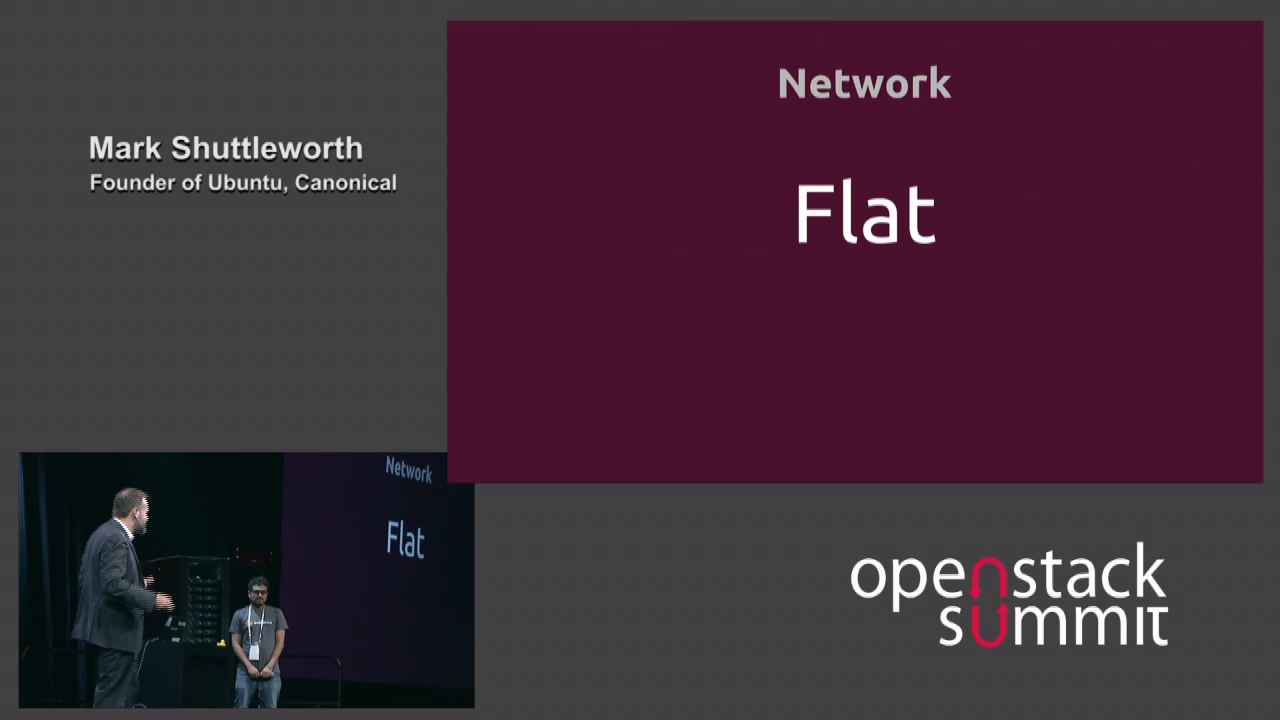 Mark Shuttleworth
Founder of Ubuntu, Canonical
Network
Flat
Network
Flat
openstack
summit